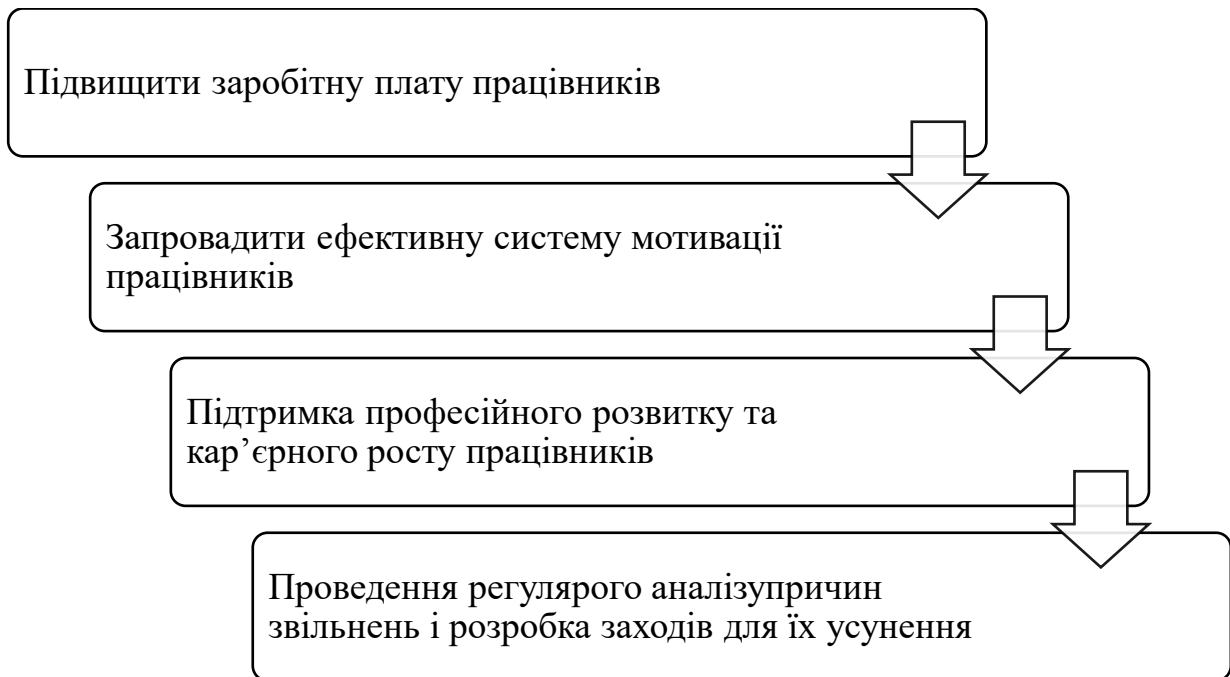 Підвищити заробітну плату працівників
Запровадити ефективну систему мотивації
працівників
Підтримка професійного розвитку та
кар’єрного росту працівників
Проведення регулярого аналізупричин
звільнень і розробка заходів для їх усунення